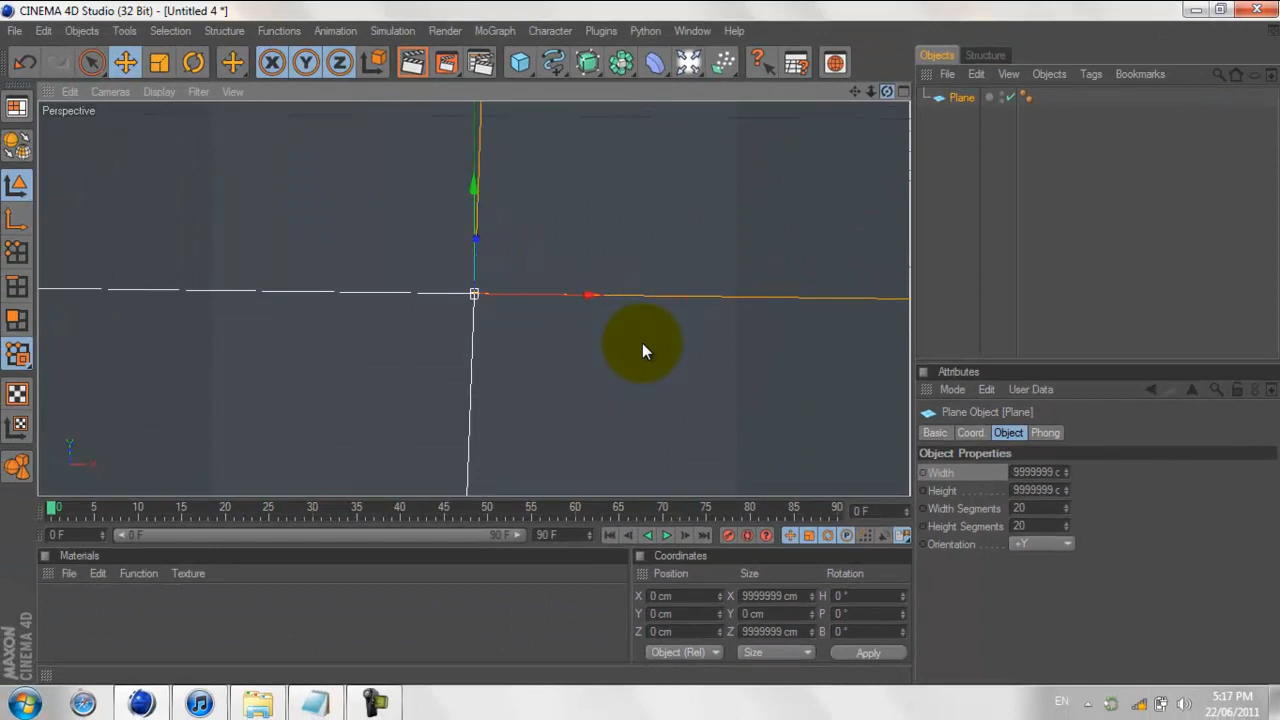 CINEMA 4D Studio (32 Bit) - [Untitled 4 *]
File Edit Objects Tools Selection Structure Functions Animation Simulation Render MoGraph Character Plugins Window Help
X Y Z
Objects Structure
File Edit View Objects Tags Bookmarks
Edit Cameras Display Filter View
Plane
Perspective
Y
X
Attributes
Mode Edit User Data
Plane Object [Plane]
Basic Coord. Object Phong
Object Properties
Width 9999999 c
Height 9999999 c
Width Segments 20
Height Segments 20
Orientation +Y
0 5 10 15 20 25 30 35 40 45 50 55 60 65 70 75 80 85 90 0 F
0 F 0 F 90 F 90 F
Materials
File Edit Function Texture
Coordinates
Position Size Rotation
X 0 cm X 9999999 cm H 0 °
Y 0 cm Y 0 cm P 0 °
Z 0 cm Z 9999999 cm B 0 °
Object (Rel) Size Apply
MAXON
CINEMA 4D
EN
5:17 PM
22/06/2011